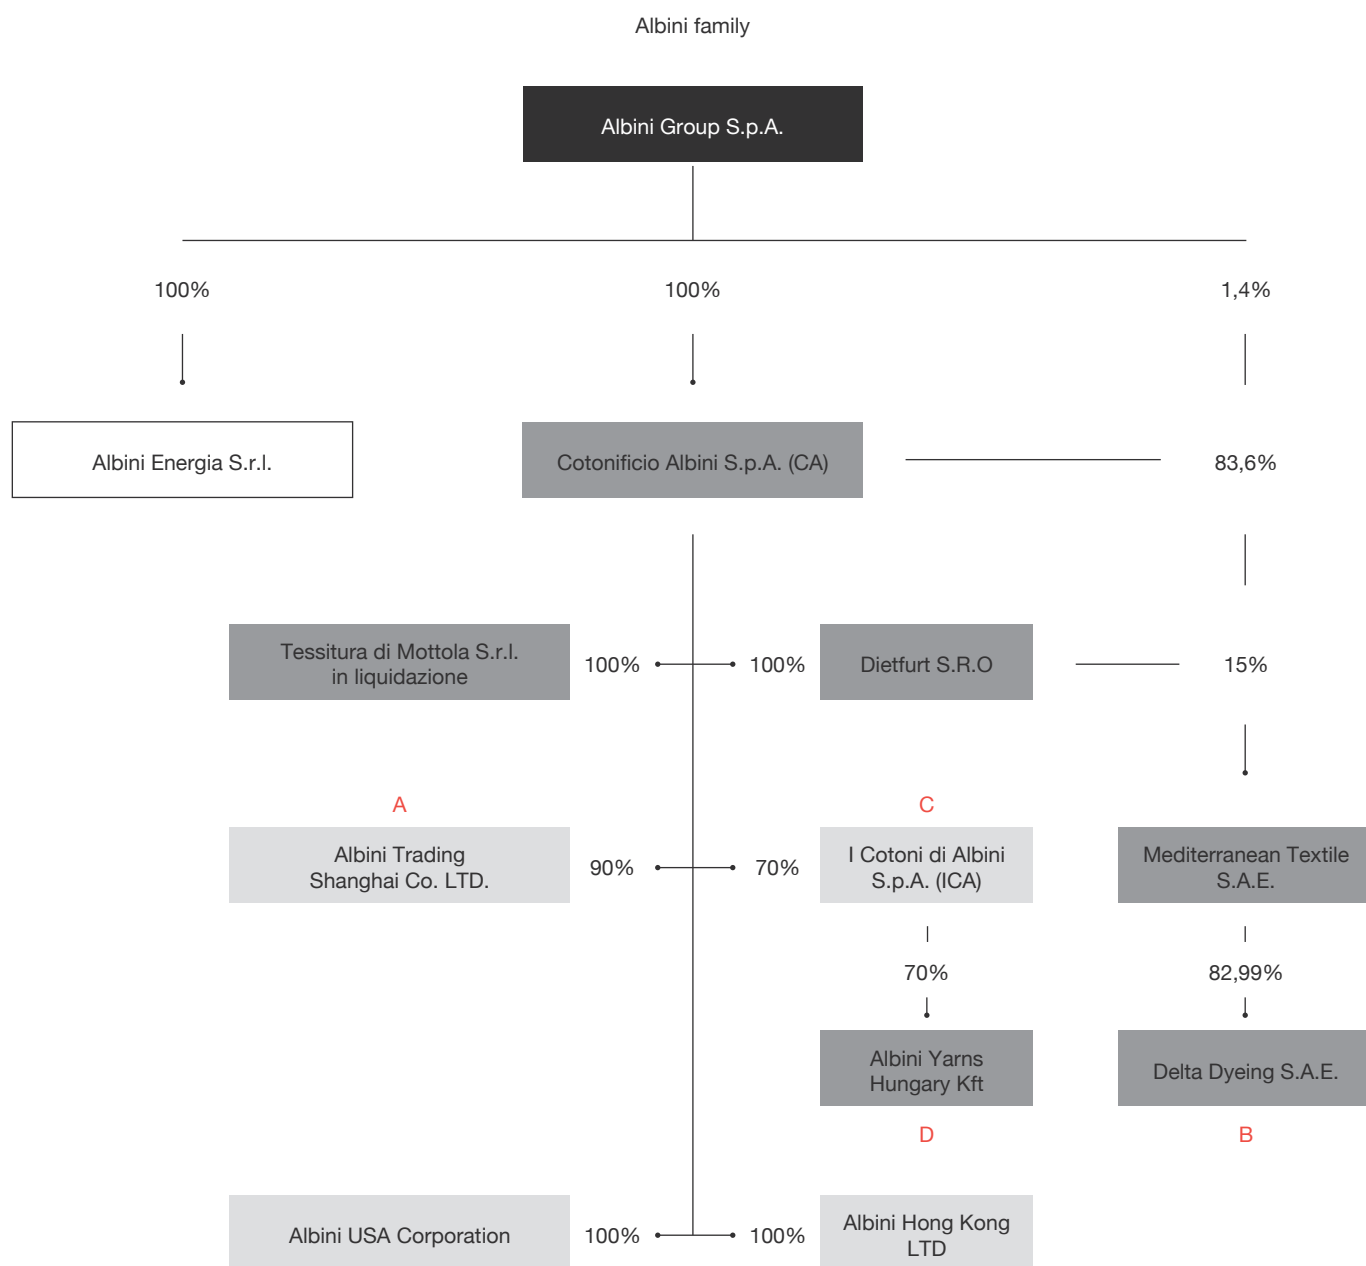 Albini family
Albini Group S.p.A.
100%
100%
1,4%
Albini Energia S.r.l.
Cotonificio Albini S.p.A. (CA)
83,6%
Tessitura di Mottola S.r.l.
in liquidazione
100%
100%
Dietfurt S.R.O
15%
A
C
Albini Trading
Shanghai Co. LTD.
90%
70%
I Cotoni di Albini
S.p.A. (ICA)
Mediterranean Textile
S.A.E.
70%
82,99%
Albini Yarns
Hungary Kft
Delta Dyeing S.A.E.
D
B
Albini USA Corporation
100%
100%
Albini Hong Kong
LTD